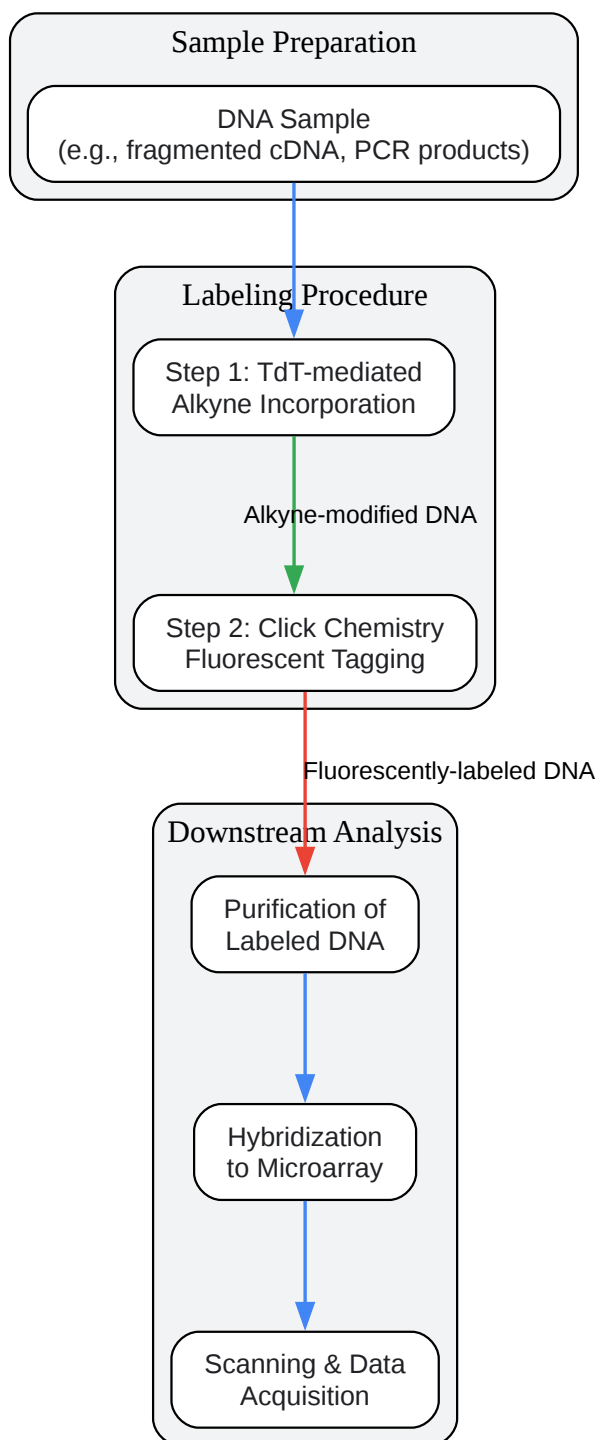 Sample Preparation
DNA Sample
(e.g., fragmented cDNA, PCR products)
Labeling Procedure
Step 1: TdT-mediated
Alkyne Incorporation
Alkyne-modified DNA
Step 2: Click Chemistry
Fluorescent Tagging
Fluorescently-labeled DNA
Downstream Analysis
Purification of
Labeled DNA
Hybridization
to Microarray
Scanning & Data
Acquisition